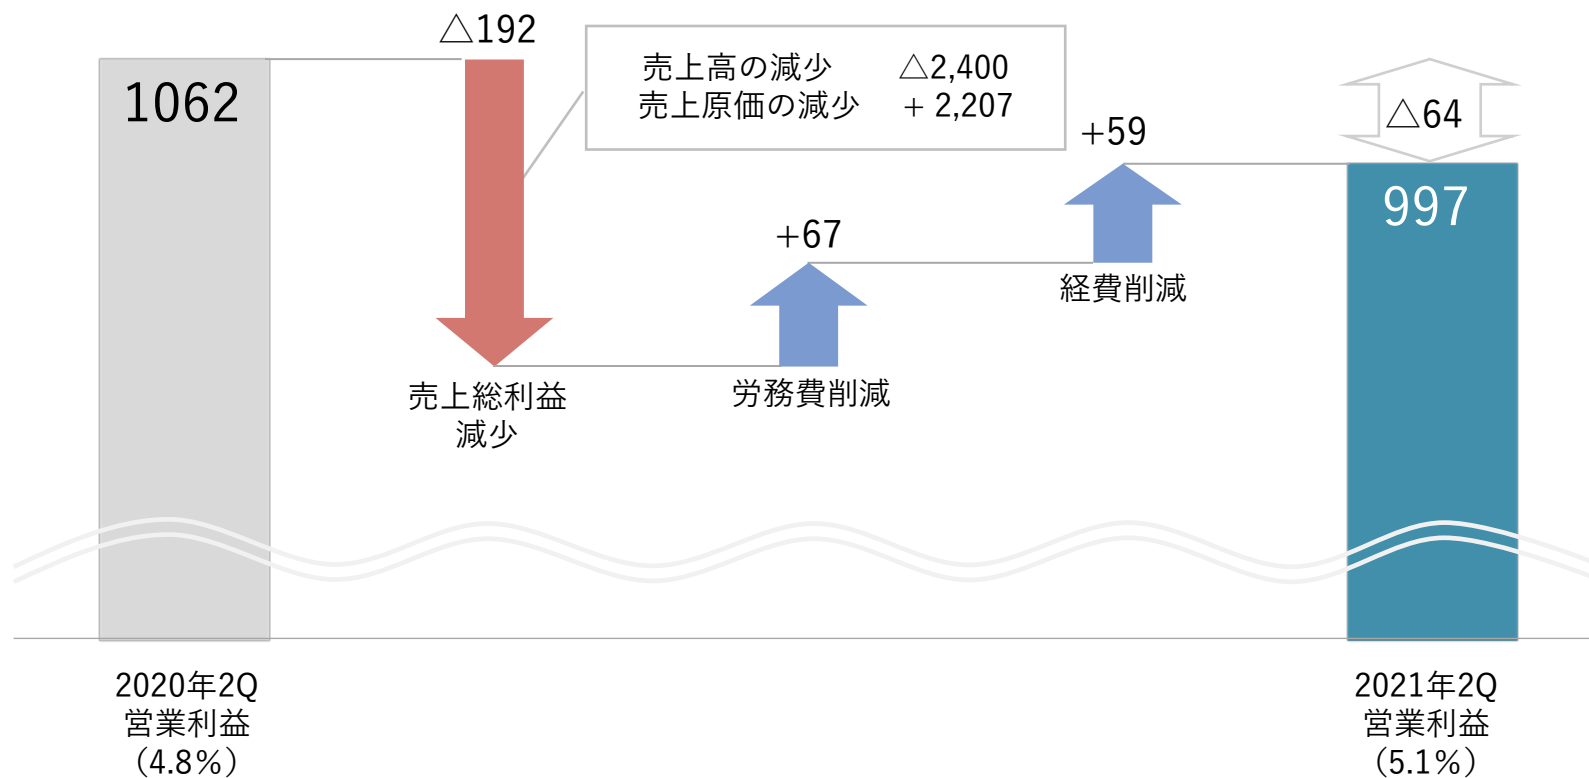 △192
1062
売上高の減少 △2,400
売上原価の減少 + 2,207
+59
△64
997
+67
経費削減
労務費削減
売上総利益
減少
2020年2Q
営業利益
（4.8%）
2021年2Q
営業利益
（5.1%）